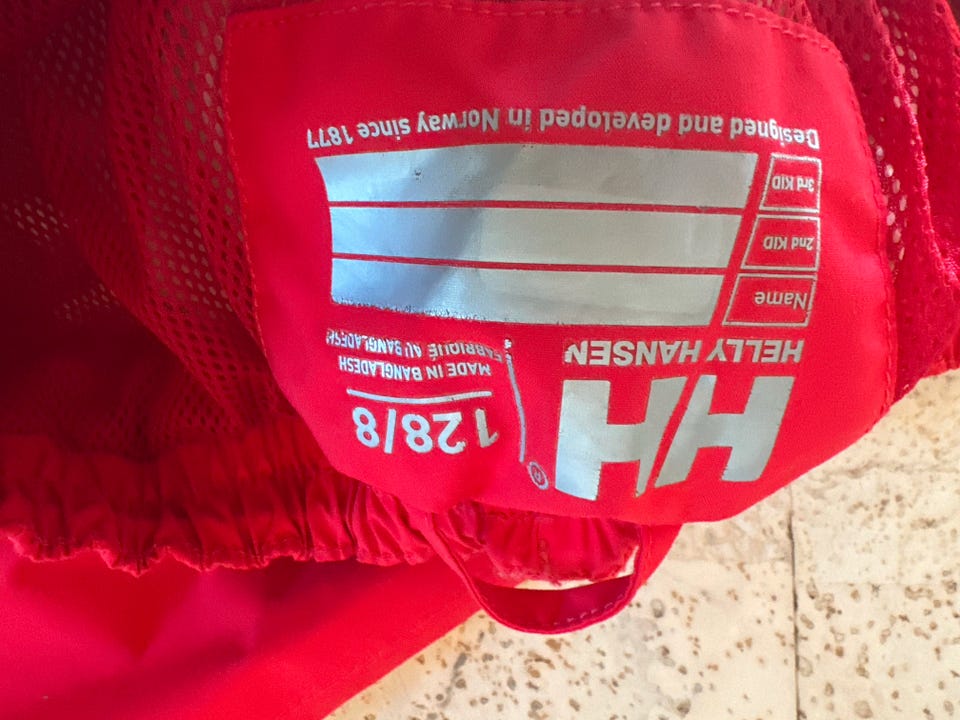 HH®
HELLY HANSEN
128/8
MADE IN BANGLADESH
FABRIQUÉ AU BANGLADESH
Name
2nd KID
3rd KID
Designed and developed in Norway since 1877